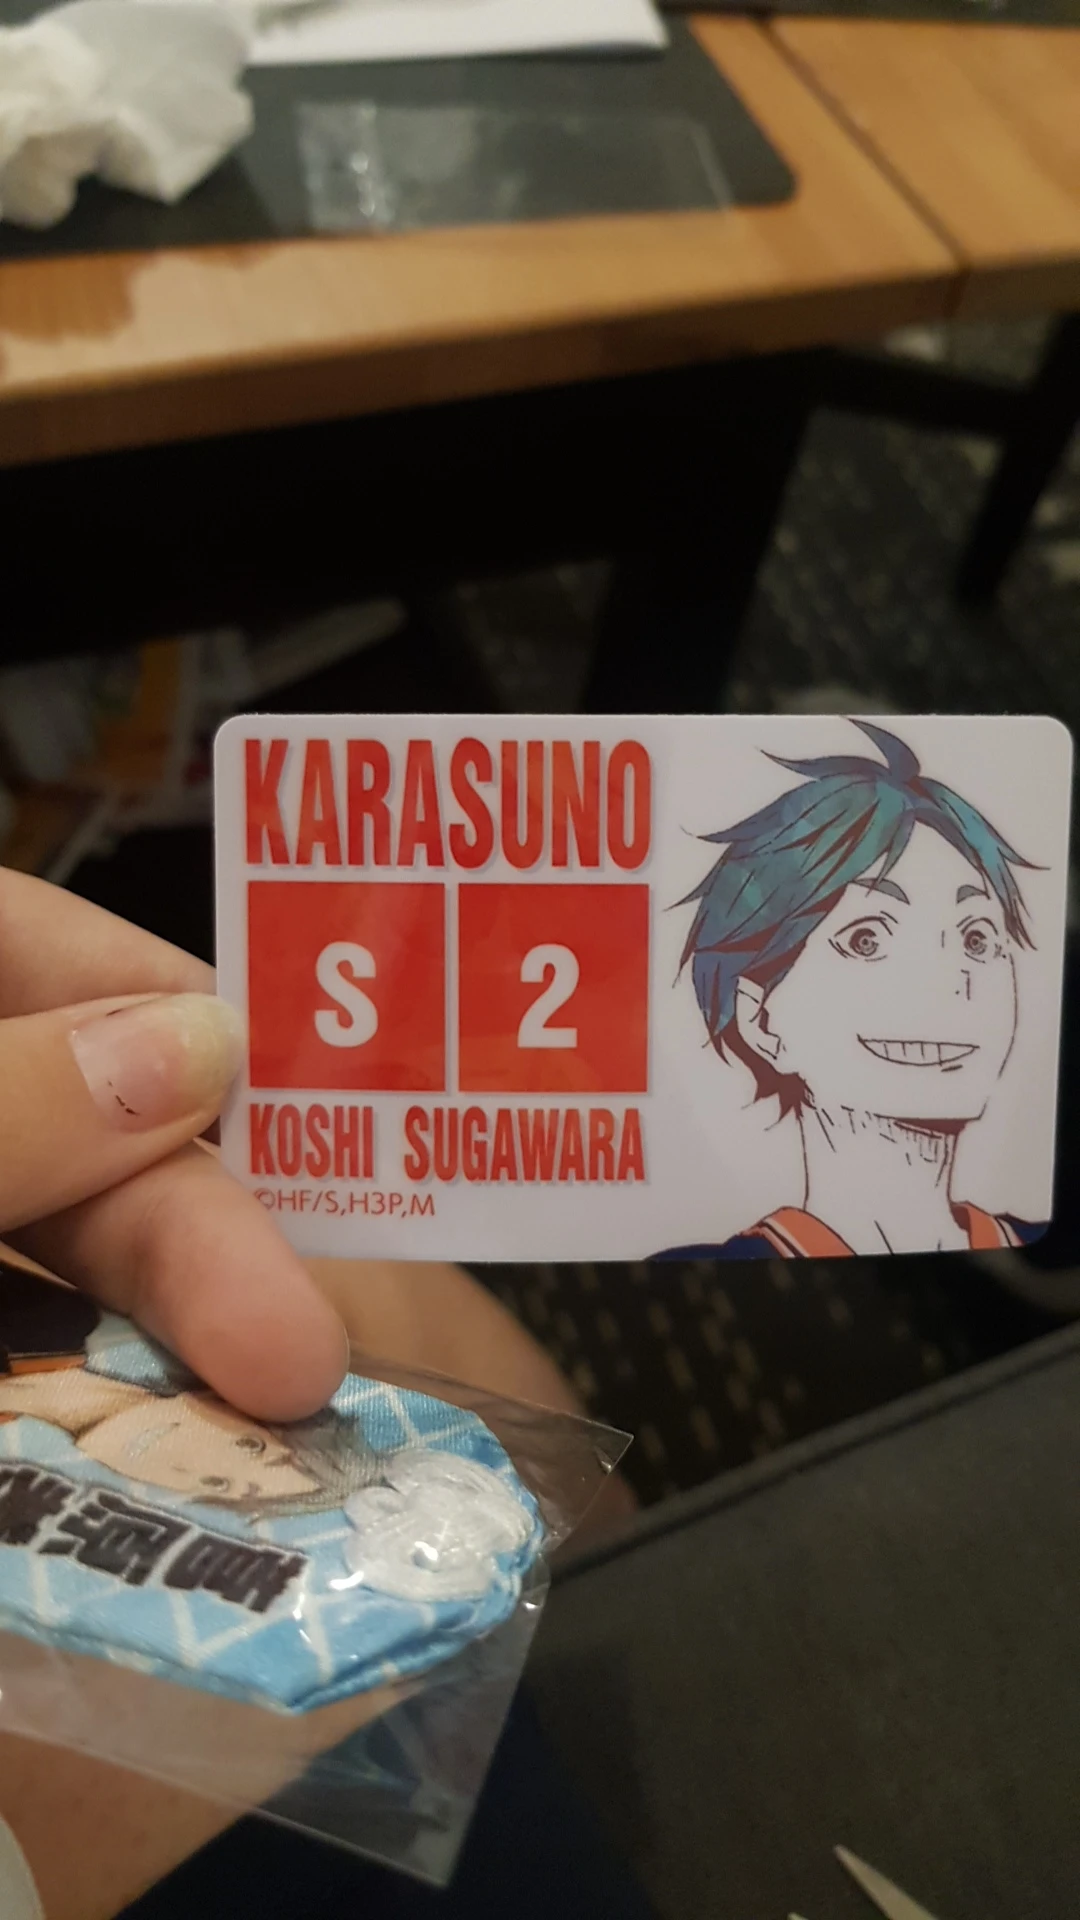 KARASUNO
S 2
KOSHI SUGAWARA
©HF/S,H3P,M